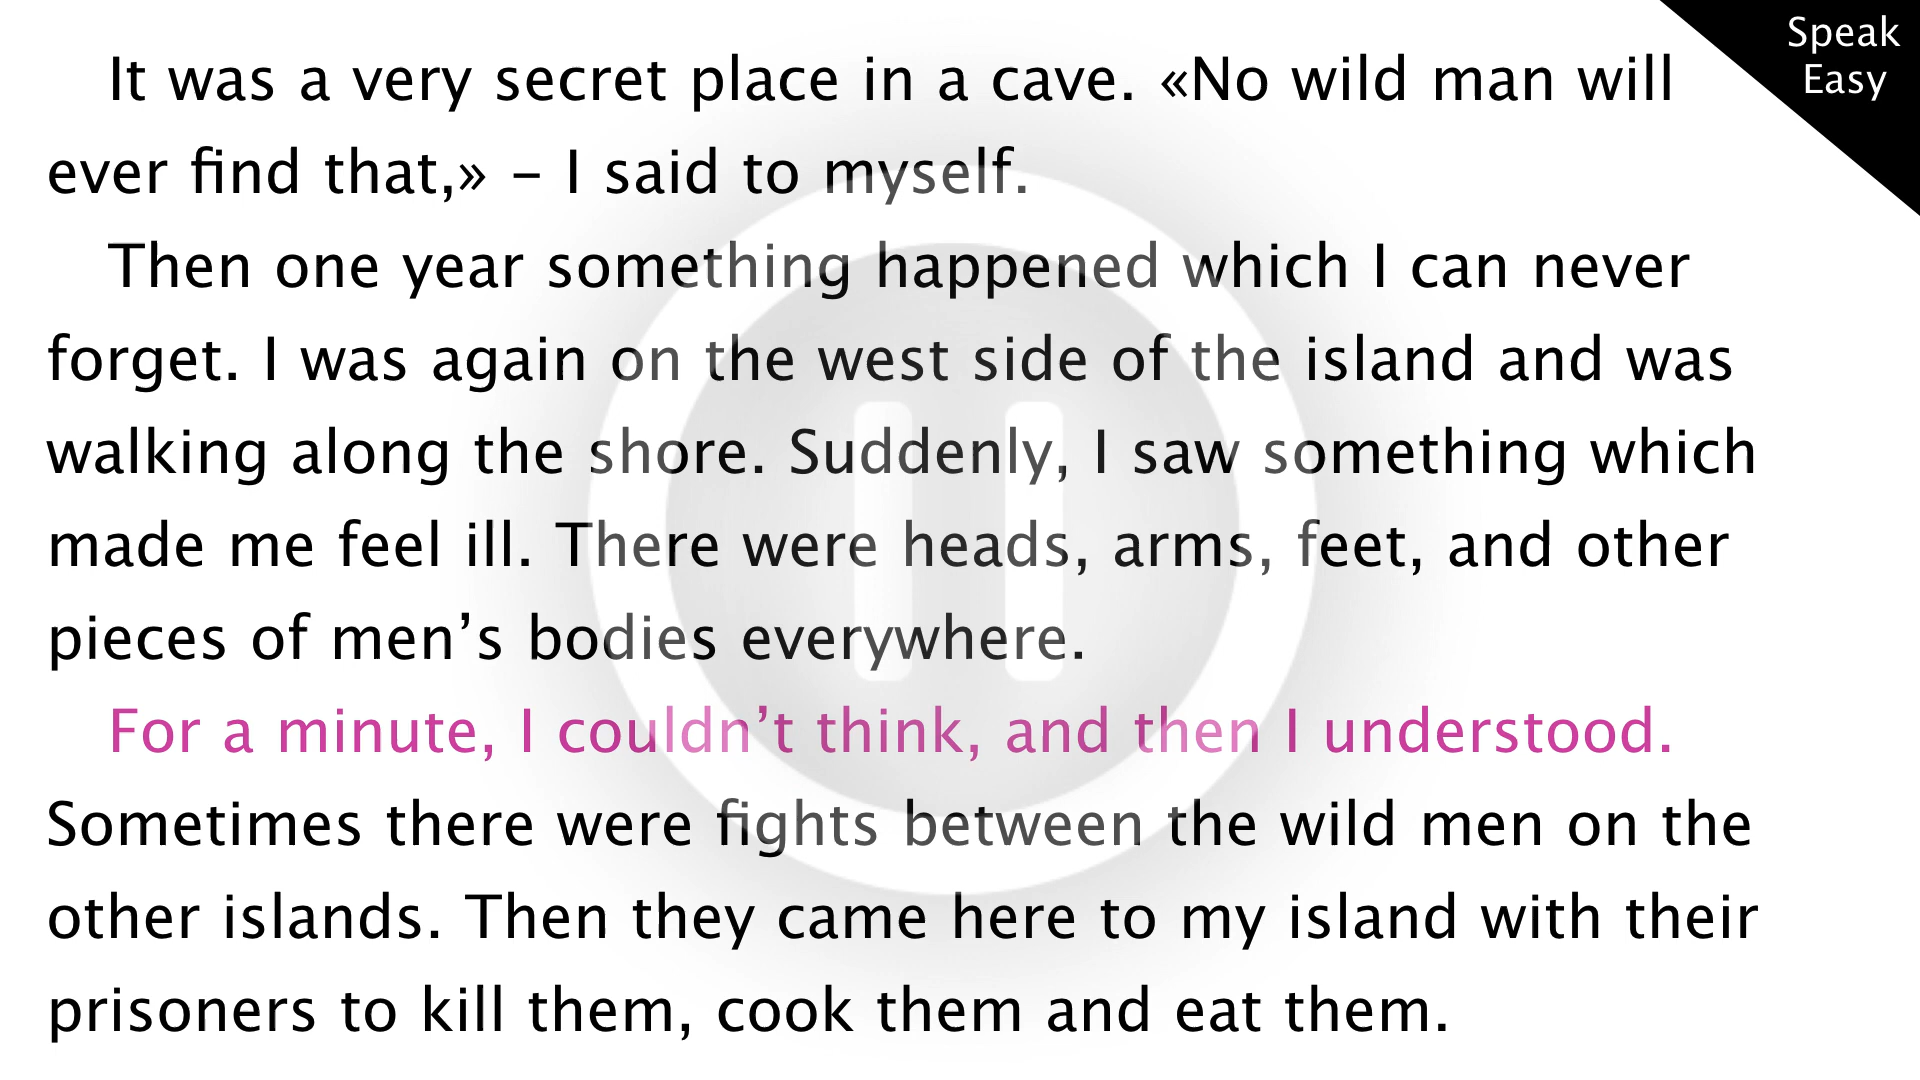 Speak
Easy
It was a very secret place in a cave. «No wild man will
ever find that,» – I said to myself.
Then one year something happened which I can never
forget. I was again on the west side of the island and was
walking along the shore. Suddenly, I saw something which
made me feel ill. There were heads, arms, feet, and other
pieces of men’s bodies everywhere.
For a minute, I couldn’t think, and then I understood.
Sometimes there were fights between the wild men on the
other islands. Then they came here to my island with their
prisoners to kill them, cook them and eat them.